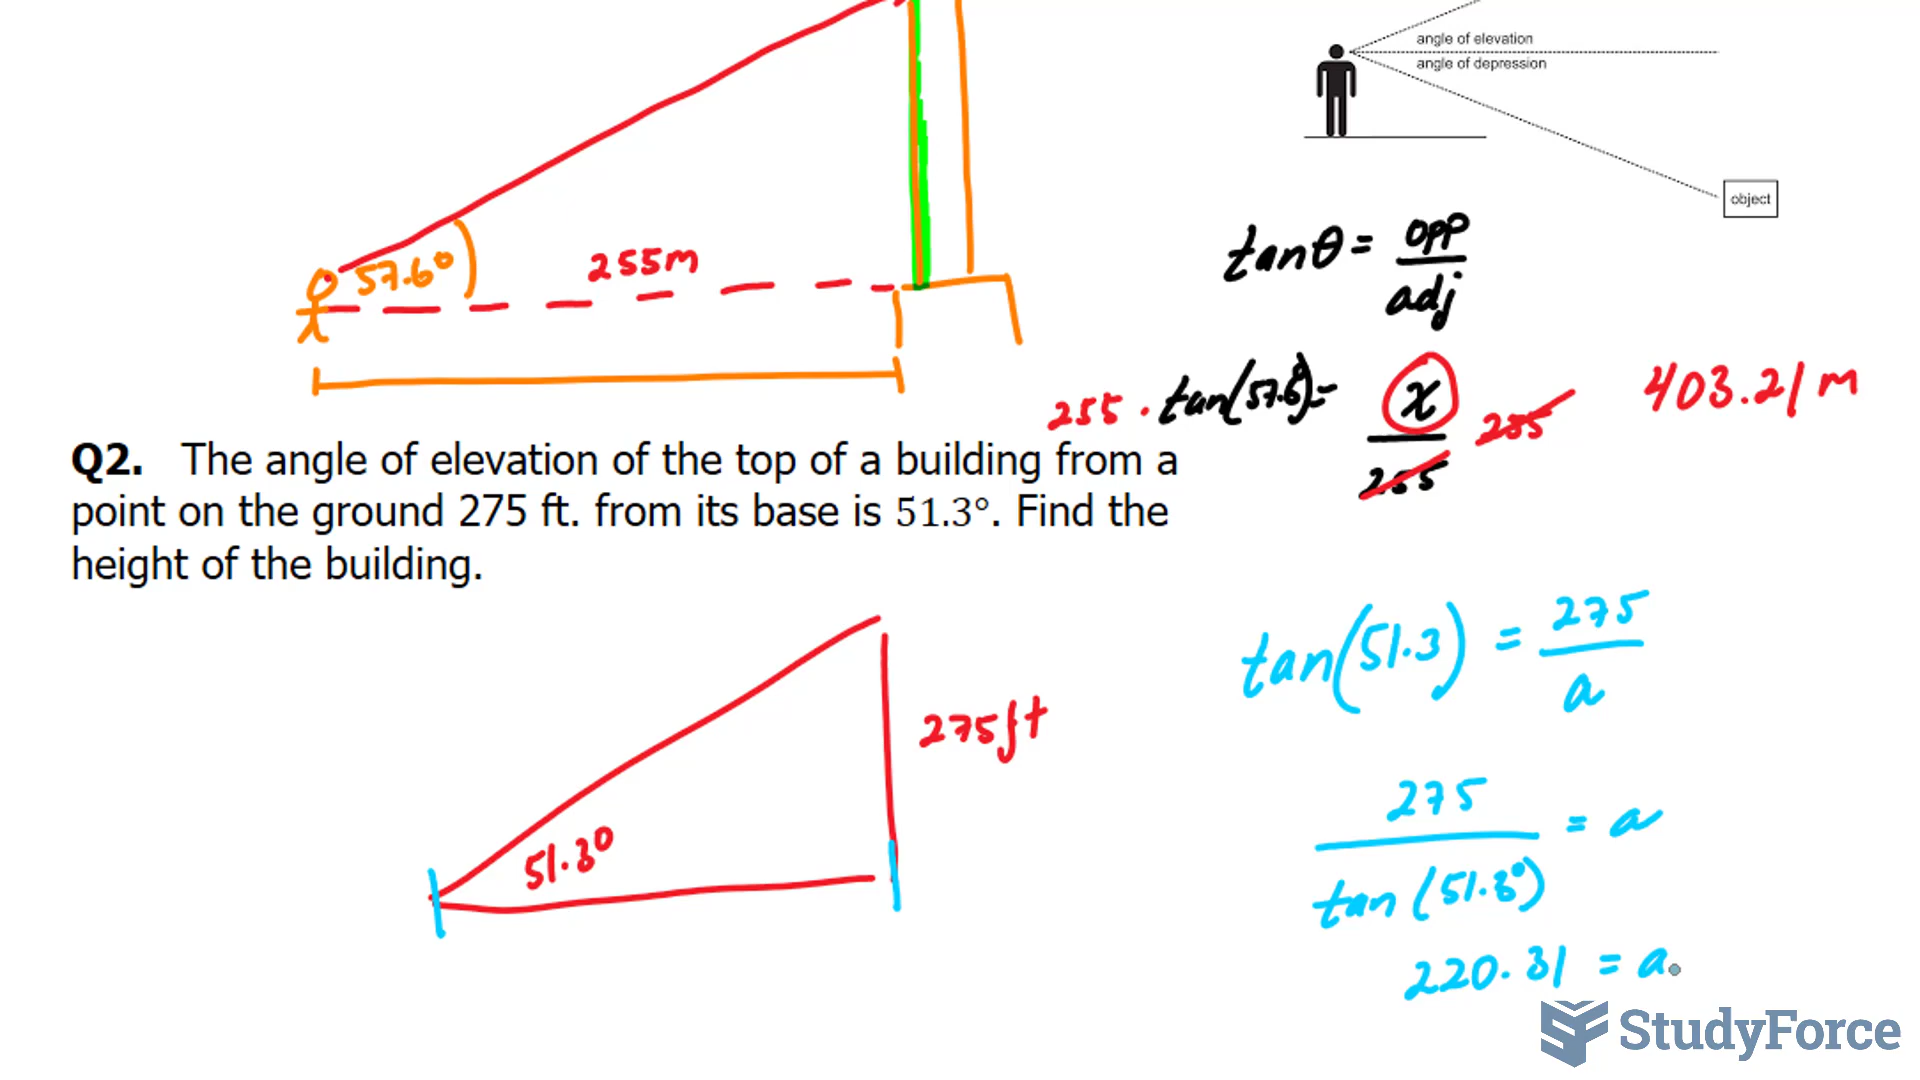 angle of elevation
angle of depression
object
57.6°
255m
tanθ = opp/adj
255 · tan(57.6°) = x/255 255
403.21 m
Q2. The angle of elevation of the top of a building from a
point on the ground 275 ft. from its base is 51.3°. Find the
height of the building.
tan(51.3) = 275/a
275ft
51.3°
275/tan(51.3°) = a
220.31 = a
StudyForce